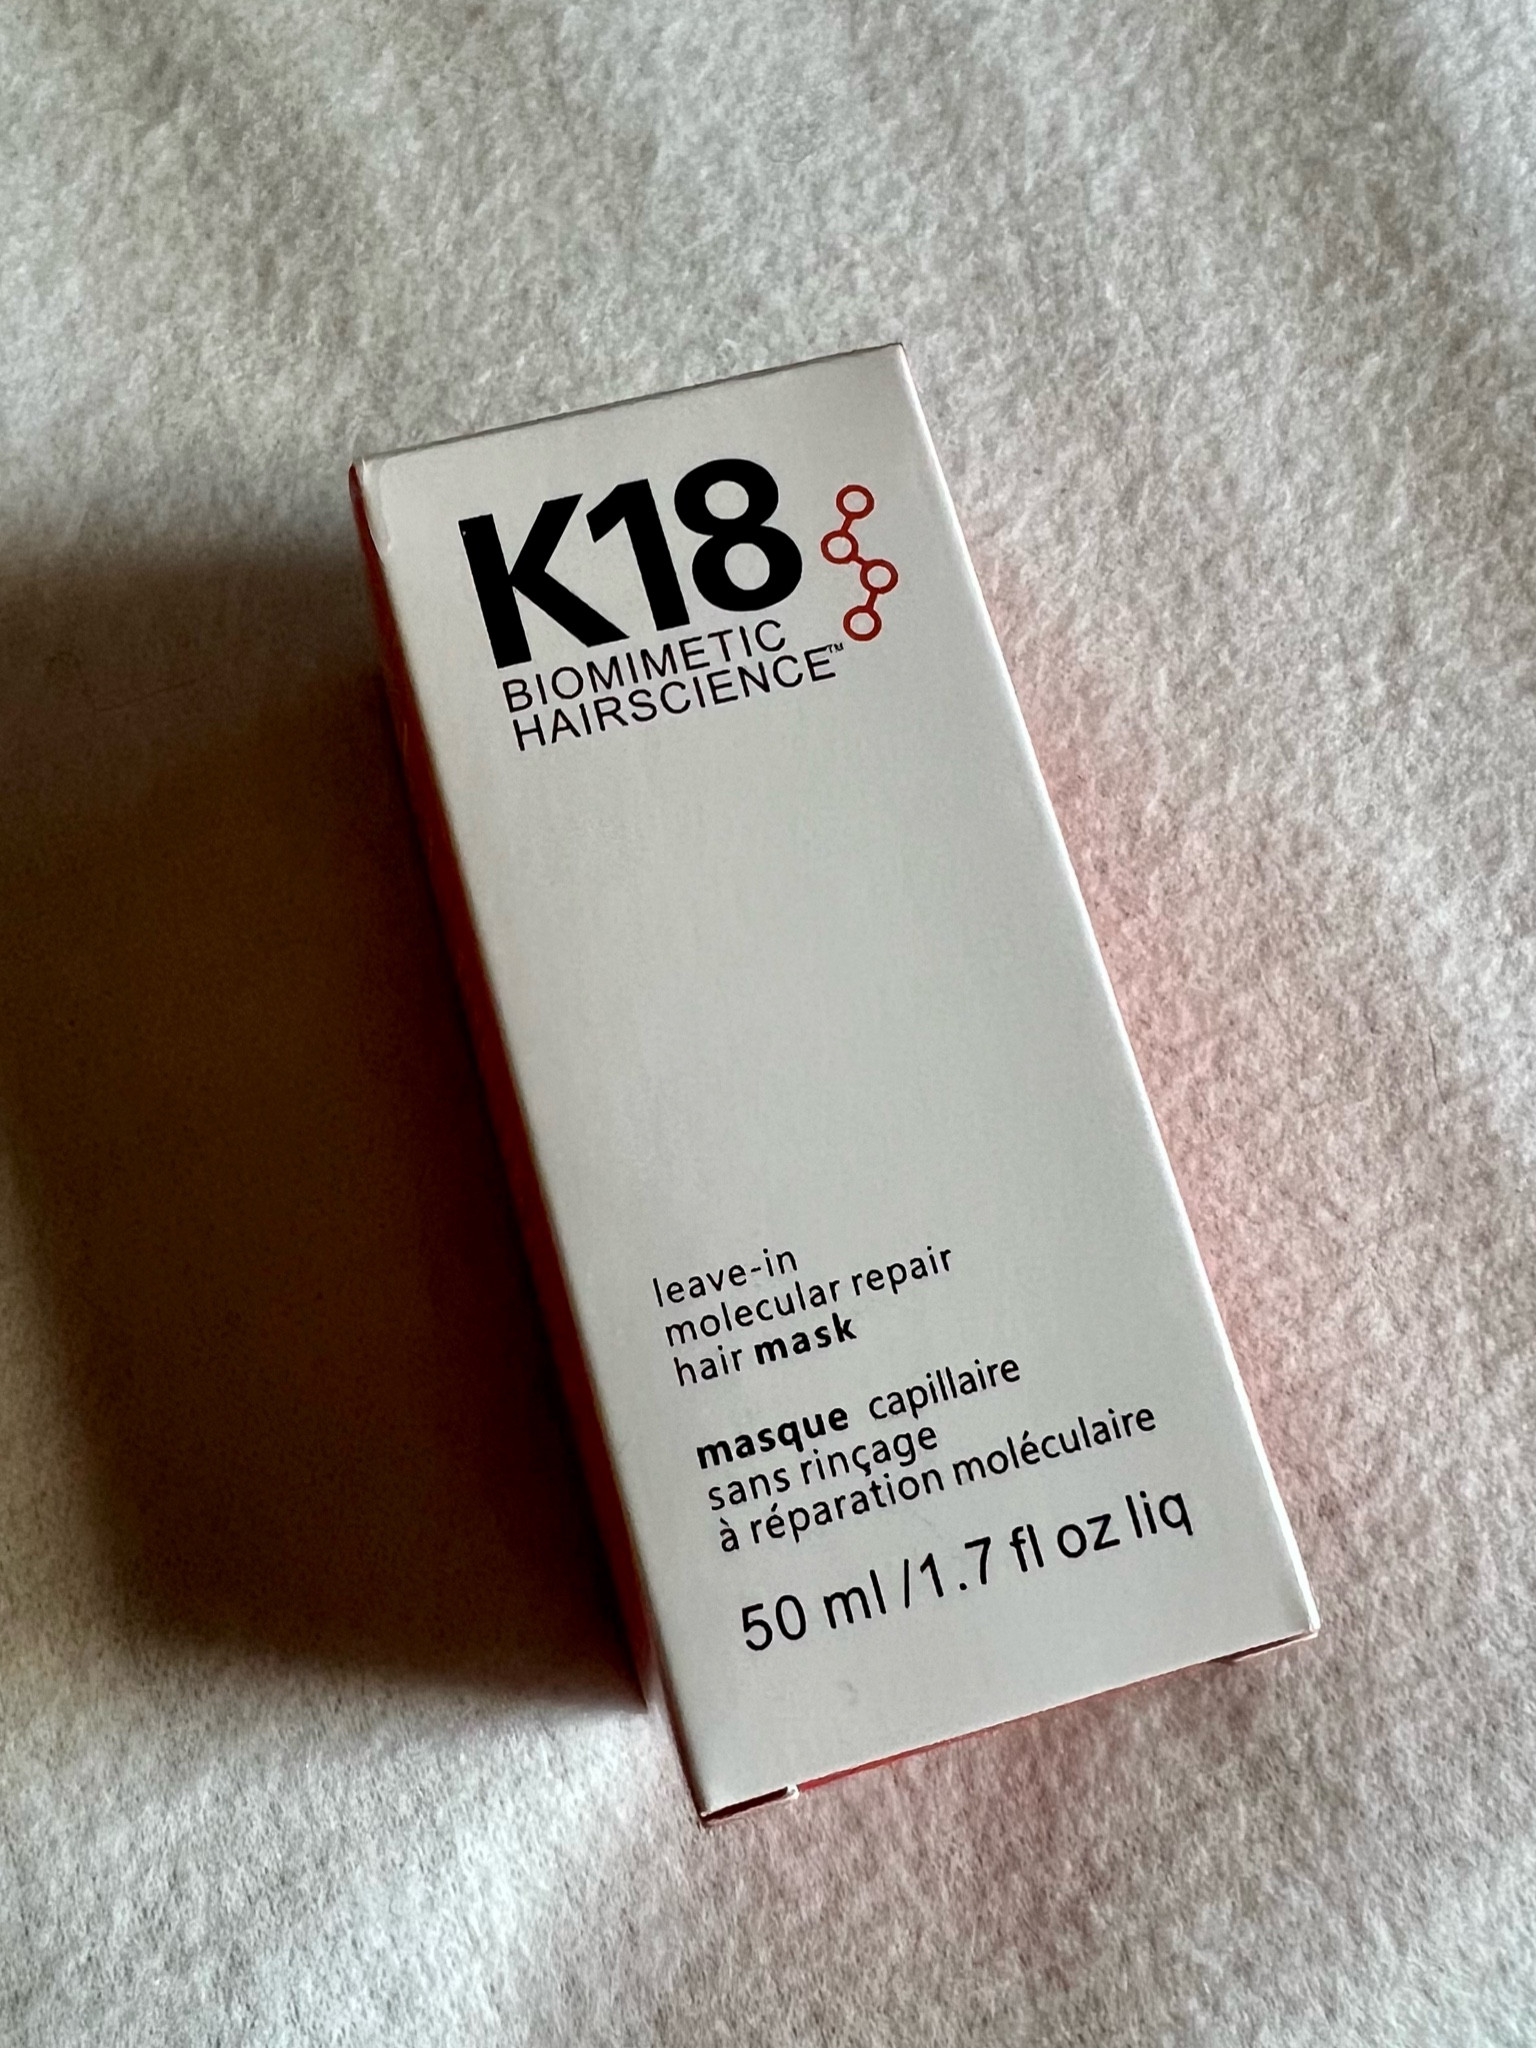 K18
BIOMIMETIC
HAIRSCIENCE™
leave-in
molecular repair
hair mask
masque capillaire
sans rinçage
à réparation moléculaire
50 ml / 1.7 fl oz liq